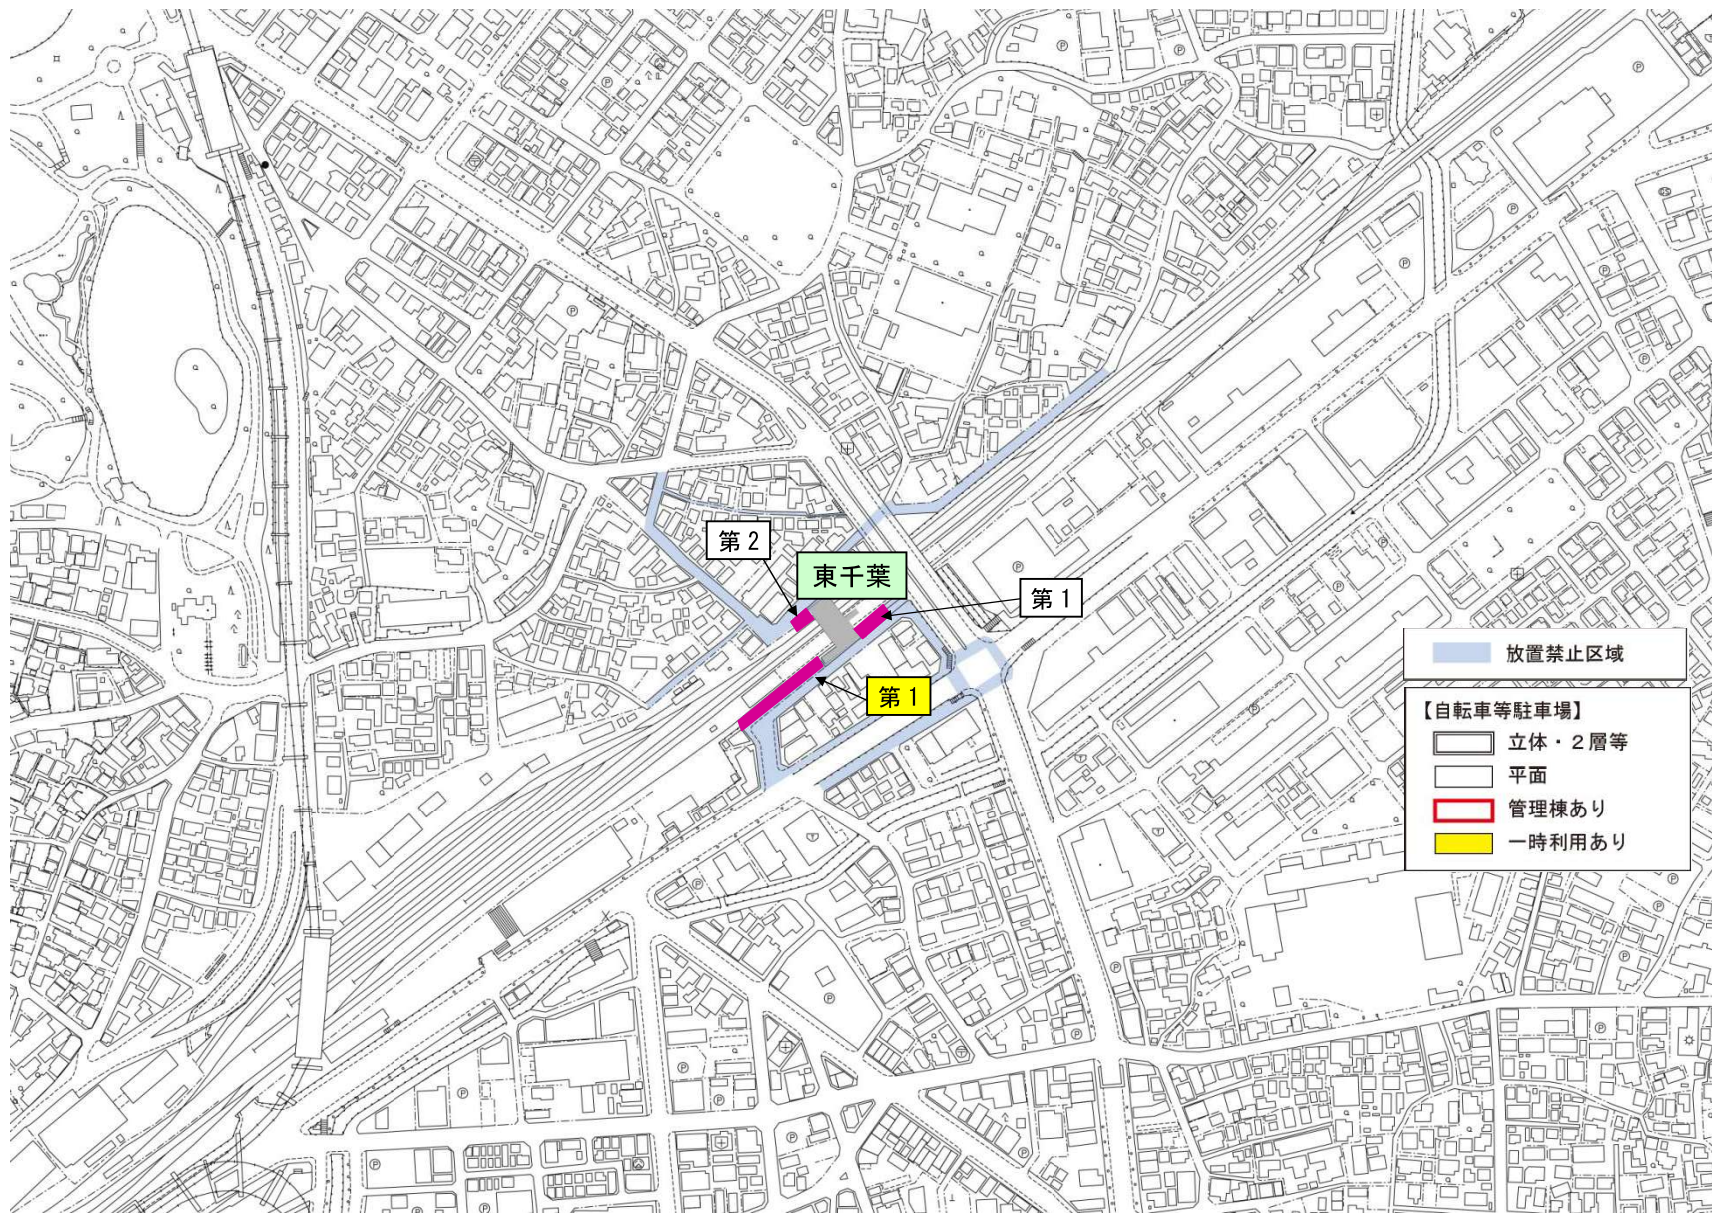 第2
東千葉
第1
第1
放置禁止区域
【自転車等駐車場】
立体・2層等
平面
管理棟あり
一時利用あり